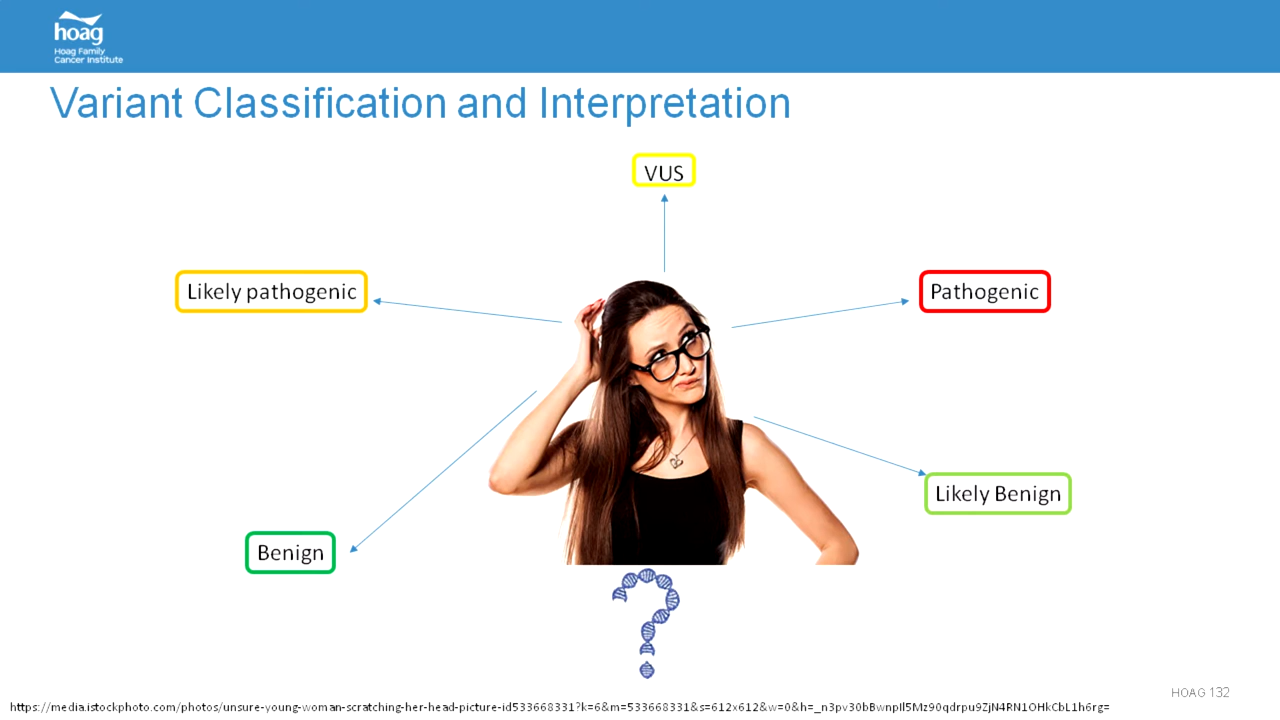 hoag
Hoag Family
Cancer Institute
Variant Classification and Interpretation
VUS
Likely pathogenic
Pathogenic
Likely Benign
Benign
HOAG 132
https://media.istockphoto.com/photos/unsure-young-woman-scratching-her-head-picture-id533668331?k=6&m=533668331&s=612x612&w=0&h=_n3pv30bBwnpIl5Mz90qdrpu9ZjN4RN1OHkCbL1h6rg=